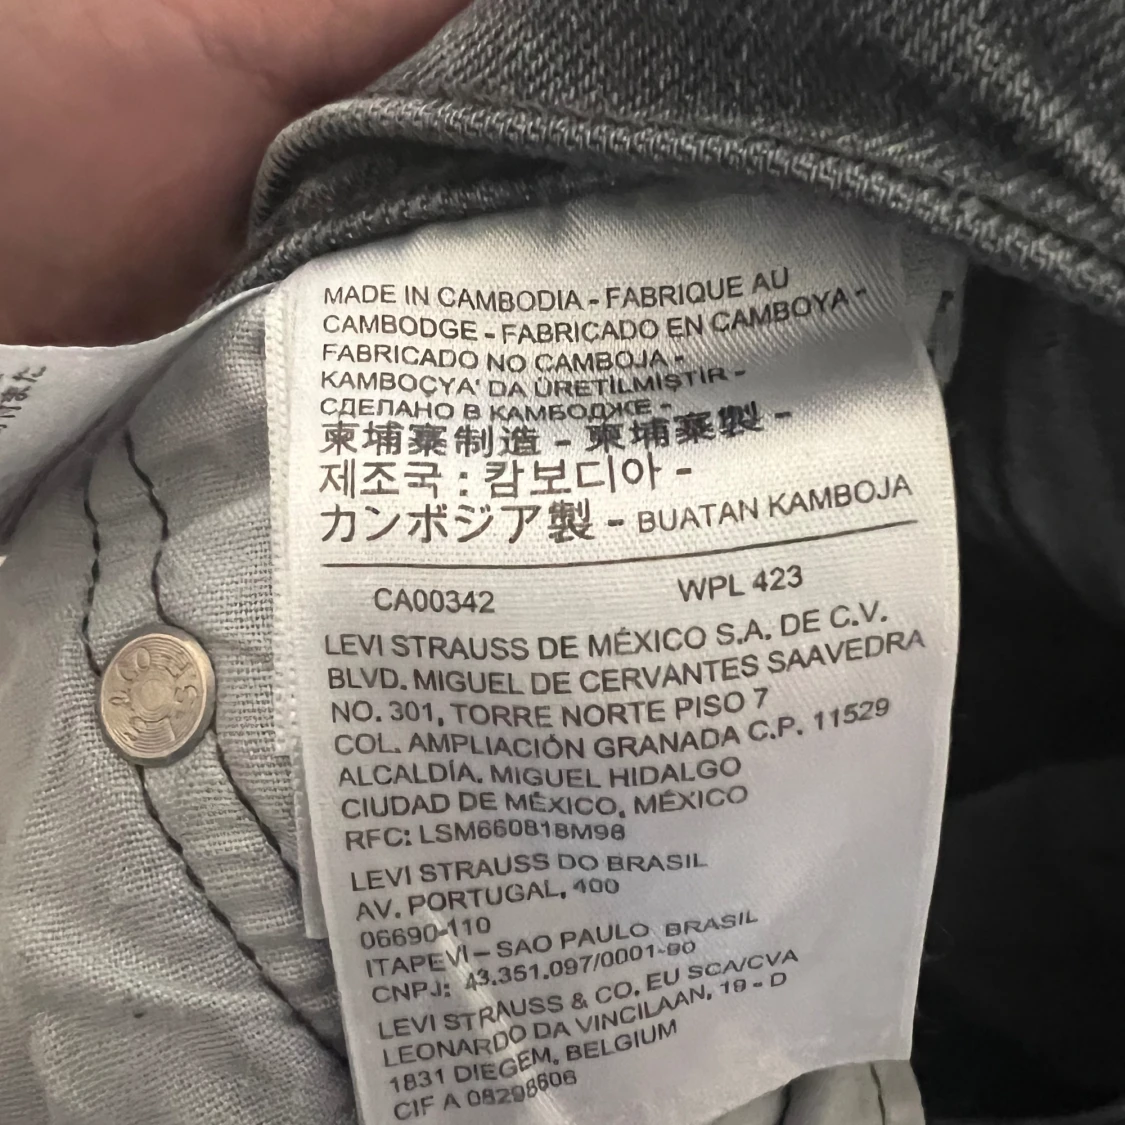 MADE IN CAMBODIA - FABRIQUE AU
CAMBODGE - FABRICADO EN CAMBOYA -
FABRICADO NO CAMBOJA -
KAMBOÇYA' DA ÜRETİLMİŞTİR -
СДЕЛАНО В КАМБОДЖЕ -
柬埔寨制造 - 柬埔寨製 -
제조국 : 캄보디아 -
カンボジア製 - BUATAN KAMBOJA
CA00342 WPL 423
LEVI STRAUSS DE MÉXICO S.A. DE C.V.
BLVD. MIGUEL DE CERVANTES SAAVEDRA
NO. 301, TORRE NORTE PISO 7
COL. AMPLIACIÓN GRANADA C.P. 11529
ALCALDÍA. MIGUEL HIDALGO
CIUDAD DE MÉXICO, MÉXICO
RFC: LSM660818M98
LEVI STRAUSS DO BRASIL
AV. PORTUGAL, 400
06690-110
ITAPEVI – SAO PAULO BRASIL
CNPJ: 43.351.097/0001-90
LEVI STRAUSS & CO. EU SCA/CVA
LEONARDO DA VINCILAAN, 19 - D
1831 DIEGEM, BELGIUM
CIF A 08298606